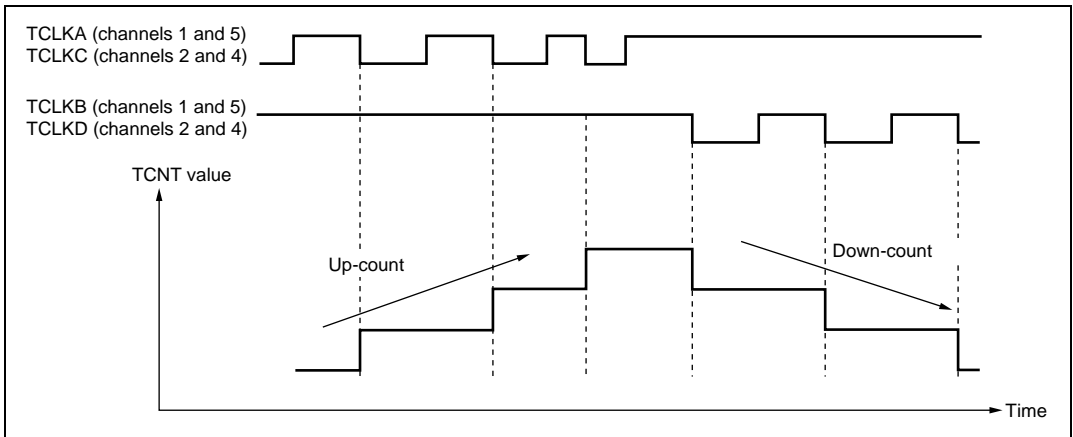 TCLKA (channels 1 and 5)
TCLKC (channels 2 and 4)
TCLKB (channels 1 and 5)
TCLKD (channels 2 and 4)
TCNT value
Up-count
Down-count
Time